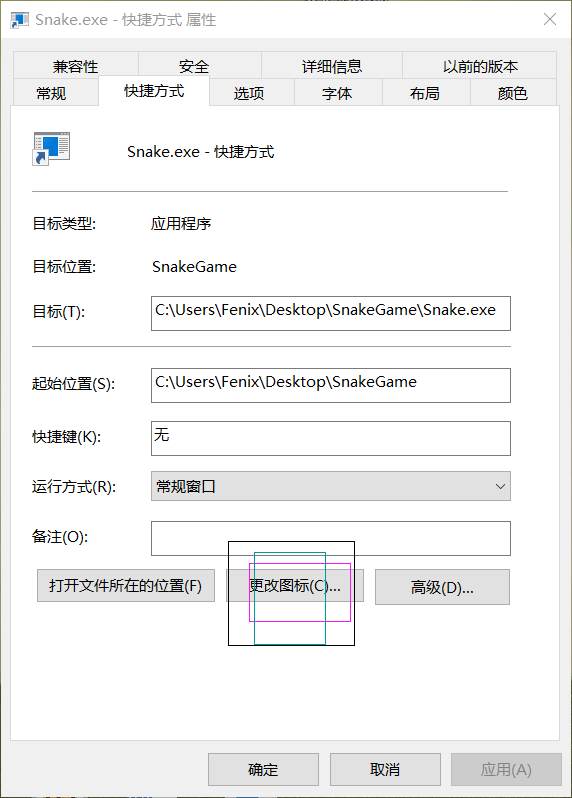 Snake.exe - 快捷方式 属性
兼容性 安全 详细信息 以前的版本
常规 快捷方式 选项 字体 布局 颜色
Snake.exe - 快捷方式
目标类型: 应用程序
目标位置: SnakeGame
目标(T): C:\Users\Fenix\Desktop\SnakeGame\Snake.exe
起始位置(S): C:\Users\Fenix\Desktop\SnakeGame
快捷键(K): 无
运行方式(R): 常规窗口
备注(O):
打开文件所在的位置(F) 更改图标(C)... 高级(D)...
确定 取消 应用(A)